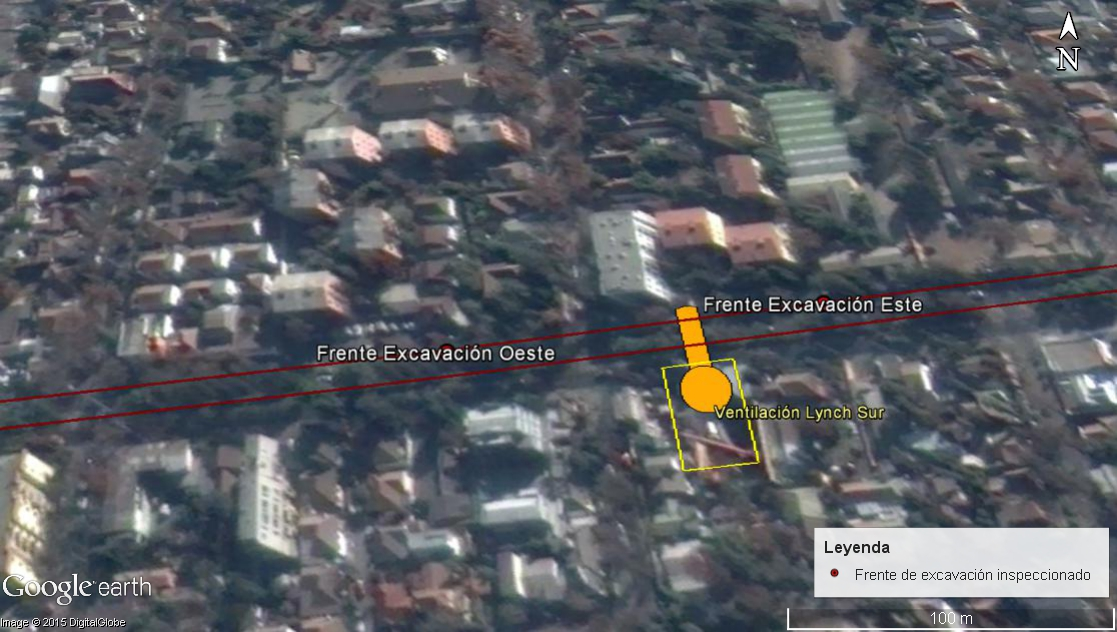 N
Frente Excavación Este
Frente Excavación Oeste
Ventilación Lynch Sur
Leyenda
Frente de excavación inspeccionado
Google earth
Image © 2015 DigitalGlobe
100 m